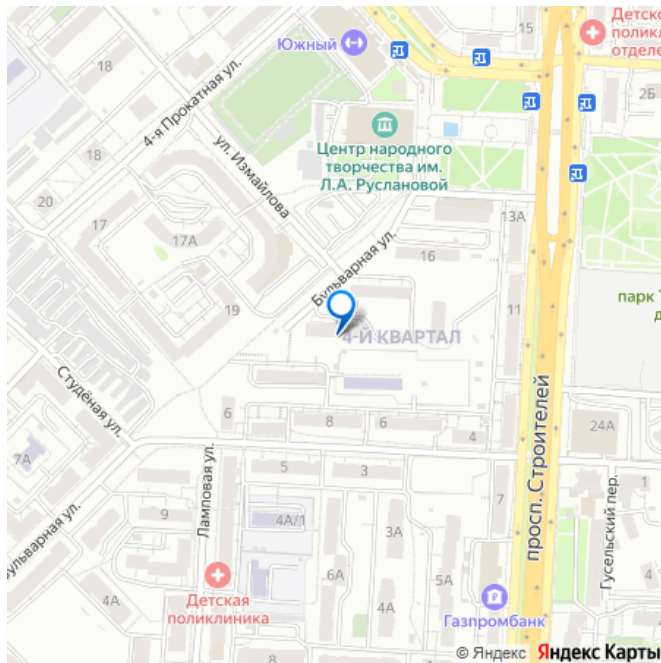 15
Детская
поликл
отделе
Южный
18
2Б
4-я Прокатная ул.
ул. Измайлова
Центр народного
творчества им.
Л.А. Руслановой
18
20
17
17А
Бульварная ул.
16
13А
парк
19
11
4-Й КВАРТАЛ
Студёная ул.
просп. Строителей
6
8
6
4
24А
7А
Ламповая ул.
5
3
7
1
Гусельский пер.
9
4А/1
3А
Бульварная ул.
4А
Детская
поликлиника
6А
5А
4
Газпромбанк
8
© Яндекс Яндекс Карты